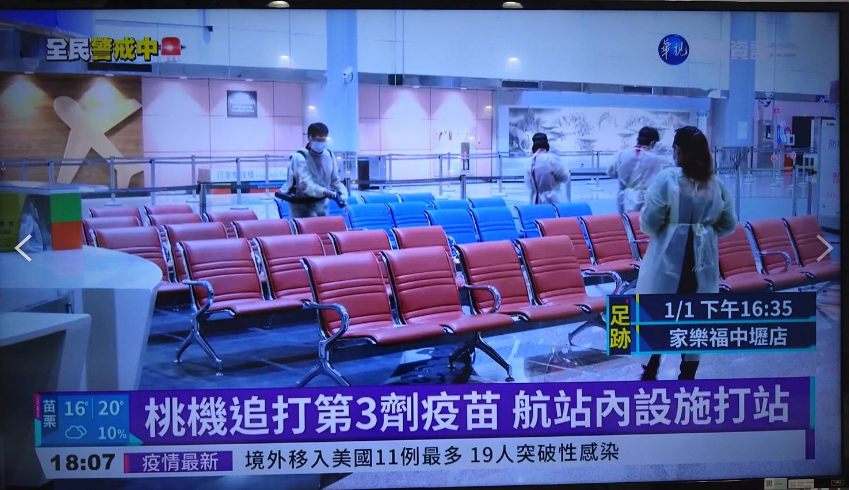 全民警戒中
華視
1/1 下午16:35
足跡
家樂福中壢店
苗栗
16° 20°
10%
桃機追打第3劑疫苗 航站內設施打站
18:07
疫情最新
境外移入美國11例最多 19人突破性感染